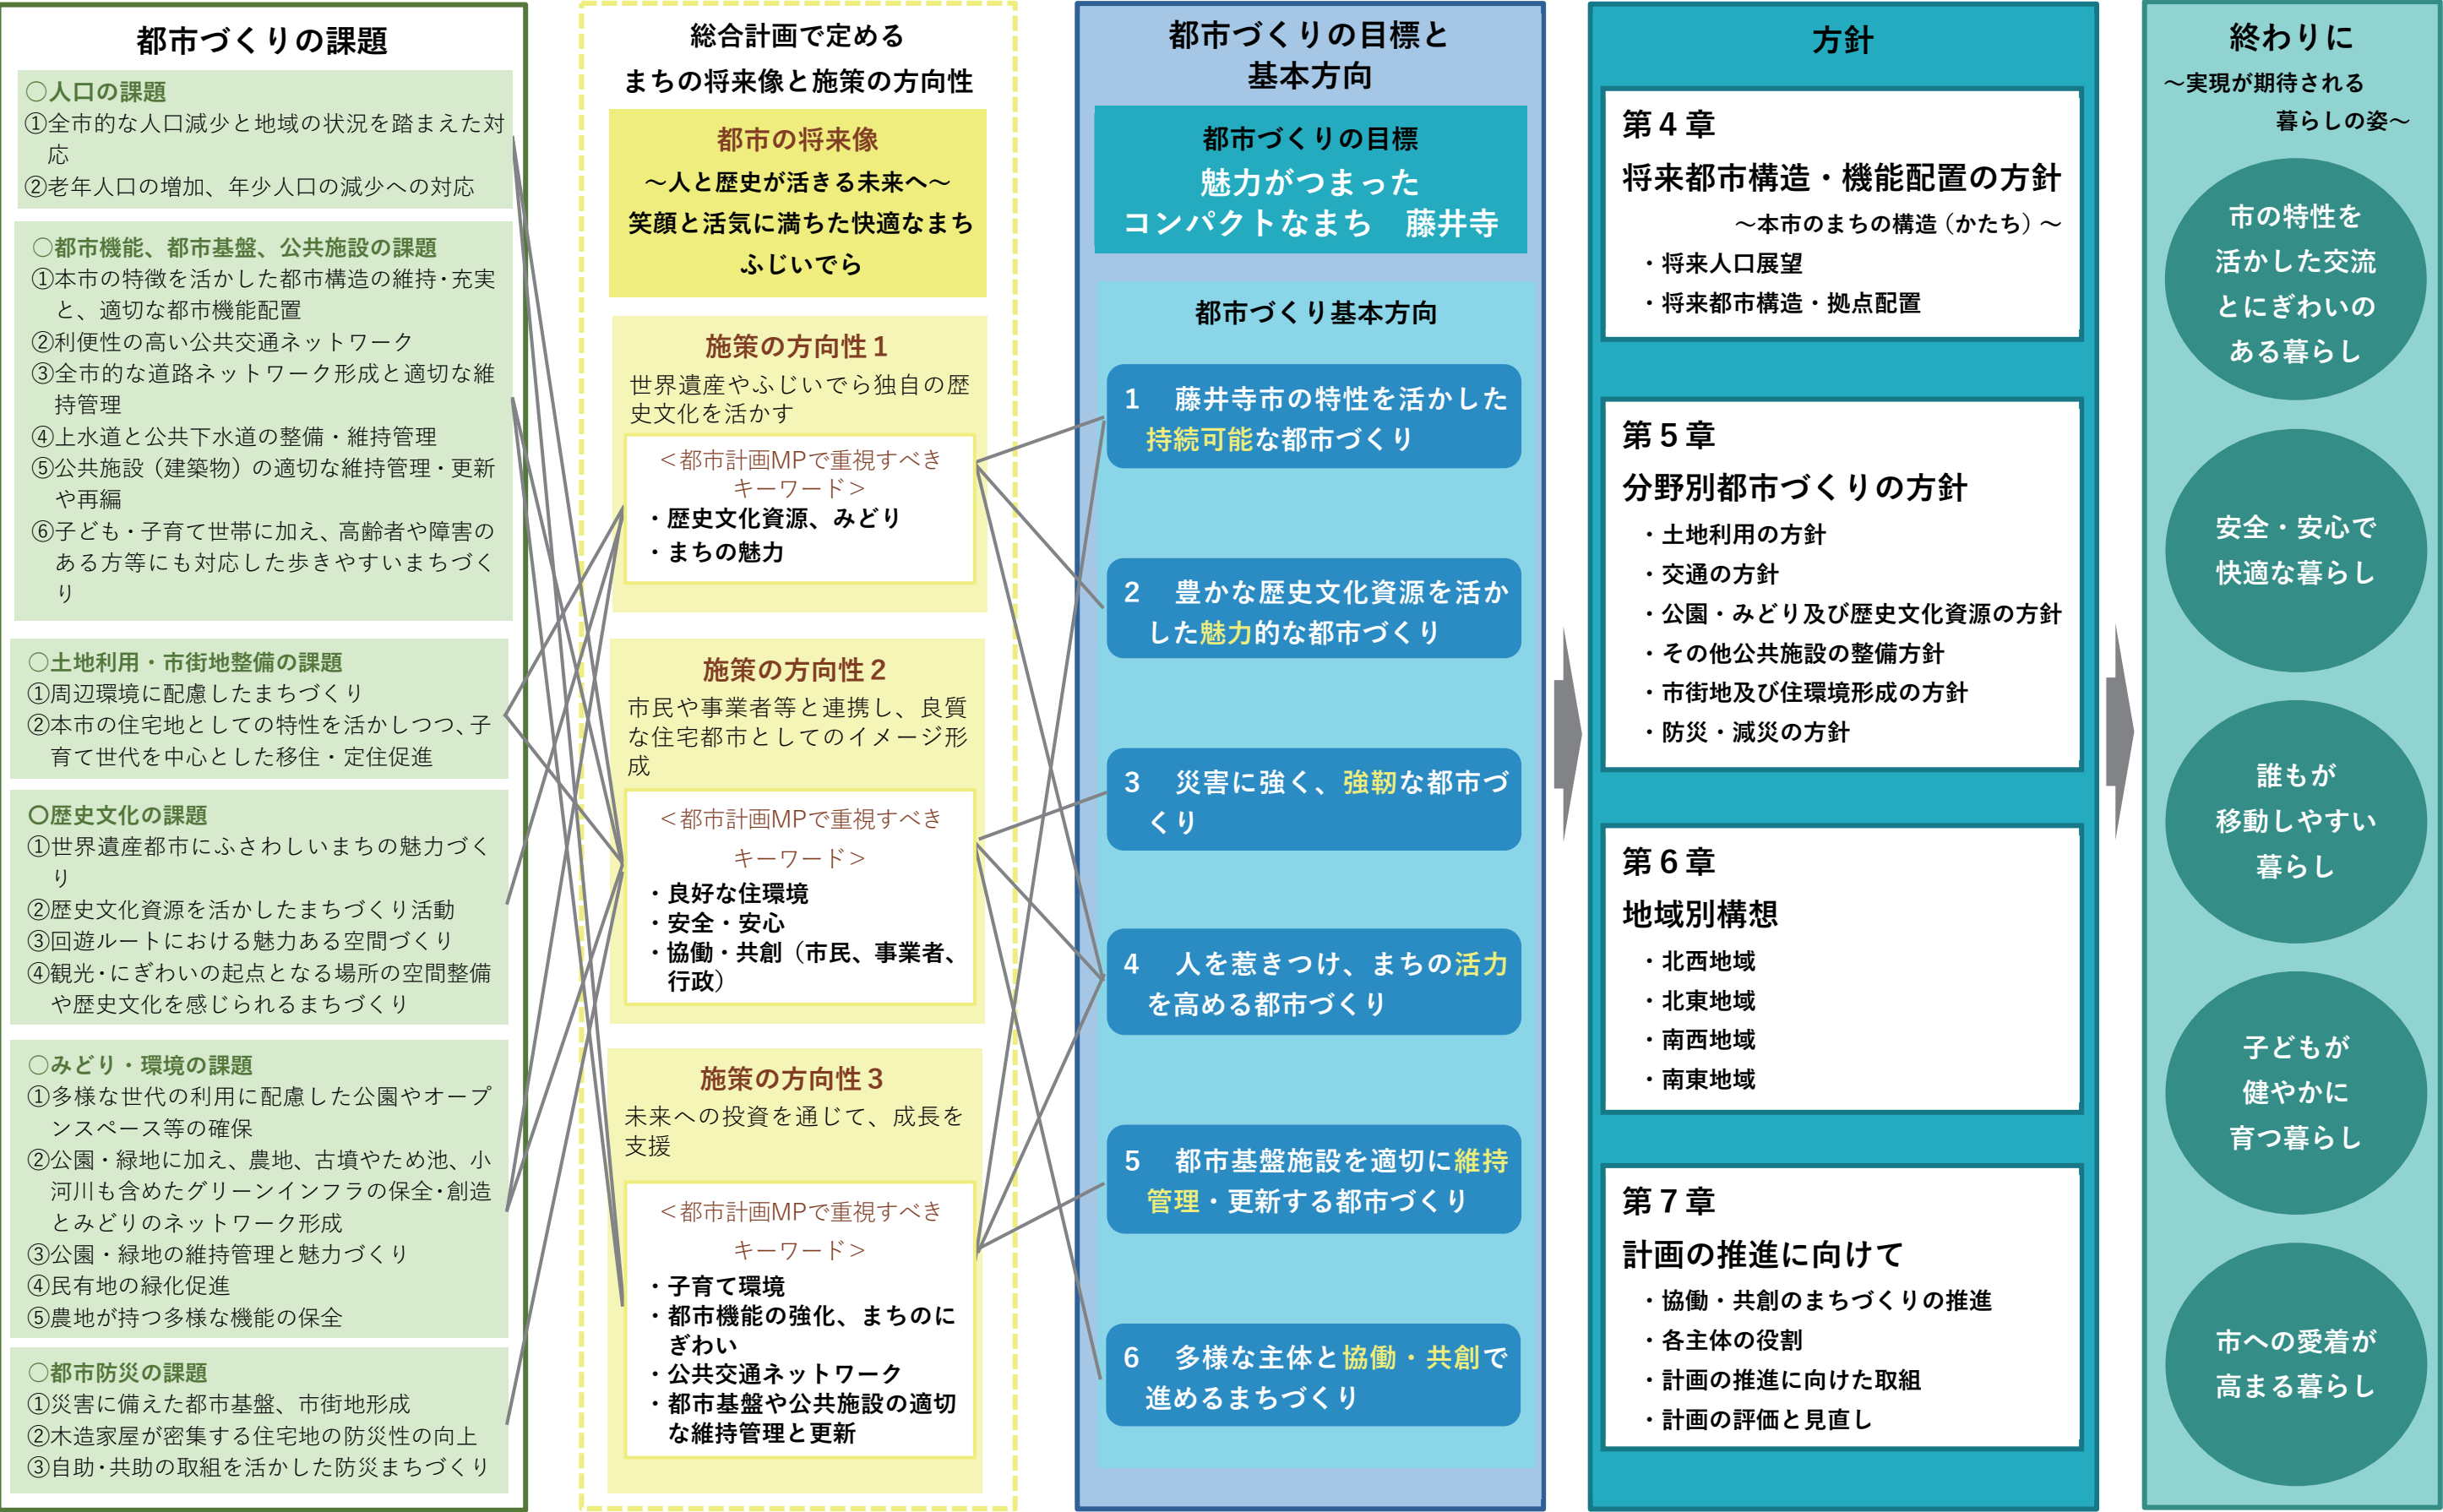 都市づくりの課題
○人口の課題
①全市的な人口減少と地域の状況を踏まえた対
応
②老年人口の増加、年少人口の減少への対応
○都市機能、都市基盤、公共施設の課題
①本市の特徴を活かした都市構造の維持・充実
と、適切な都市機能配置
②利便性の高い公共交通ネットワーク
③全市的な道路ネットワーク形成と適切な維
持管理
④上水道と公共下水道の整備・維持管理
⑤公共施設（建築物）の適切な維持管理・更新
や再編
⑥子ども・子育て世帯に加え、高齢者や障害の
ある方等にも対応した歩きやすいまちづく
り
○土地利用・市街地整備の課題
①周辺環境に配慮したまちづくり
②本市の住宅地としての特性を活かしつつ、子
育て世代を中心とした移住・定住促進
〇歴史文化の課題
①世界遺産都市にふさわしいまちの魅力づく
り
②歴史文化資源を活かしたまちづくり活動
③回遊ルートにおける魅力ある空間づくり
④観光・にぎわいの起点となる場所の空間整備
や歴史文化を感じられるまちづくり
○みどり・環境の課題
①多様な世代の利用に配慮した公園やオープ
ンスペース等の確保
②公園・緑地に加え、農地、古墳やため池、小
河川も含めたグリーンインフラの保全・創造
とみどりのネットワーク形成
③公園・緑地の維持管理と魅力づくり
④民有地の緑化促進
⑤農地が持つ多様な機能の保全
○都市防災の課題
①災害に備えた都市基盤、市街地形成
②木造家屋が密集する住宅地の防災性の向上
③自助・共助の取組を活かした防災まちづくり
総合計画で定める
まちの将来像と施策の方向性
都市の将来像
～人と歴史が活きる未来へ～
笑顔と活気に満ちた快適なまち
ふじいでら
施策の方向性１
世界遺産やふじいでら独自の歴
史文化を活かす
＜都市計画MPで重視すべき
キーワード＞
・歴史文化資源、みどり
・まちの魅力
施策の方向性２
市民や事業者等と連携し、良質
な住宅都市としてのイメージ形
成
＜都市計画MPで重視すべき
キーワード＞
・良好な住環境
・安全・安心
・協働・共創（市民、事業者、
行政）
施策の方向性３
未来への投資を通じて、成長を
支援
＜都市計画MPで重視すべき
キーワード＞
・子育て環境
・都市機能の強化、まちのに
ぎわい
・公共交通ネットワーク
・都市基盤や公共施設の適切
な維持管理と更新
都市づくりの目標と
基本方向
都市づくりの目標
魅力がつまった
コンパクトなまち　藤井寺
都市づくり基本方向
1　藤井寺市の特性を活かした
持続可能な都市づくり
2　豊かな歴史文化資源を活か
した魅力的な都市づくり
3　災害に強く、強靭な都市づ
くり
4　人を惹きつけ、まちの活力
を高める都市づくり
5　都市基盤施設を適切に維持
管理・更新する都市づくり
6　多様な主体と協働・共創で
進めるまちづくり
方針
第４章
将来都市構造・機能配置の方針
～本市のまちの構造（かたち）～
・将来人口展望
・将来都市構造・拠点配置
第５章
分野別都市づくりの方針
・土地利用の方針
・交通の方針
・公園・みどり及び歴史文化資源の方針
・その他公共施設の整備方針
・市街地及び住環境形成の方針
・防災・減災の方針
第６章
地域別構想
・北西地域
・北東地域
・南西地域
・南東地域
第７章
計画の推進に向けて
・協働・共創のまちづくりの推進
・各主体の役割
・計画の推進に向けた取組
・計画の評価と見直し
終わりに
～実現が期待される
暮らしの姿～
市の特性を
活かした交流
とにぎわいの
ある暮らし
安全・安心で
快適な暮らし
誰もが
移動しやすい
暮らし
子どもが
健やかに
育つ暮らし
市への愛着が
高まる暮らし